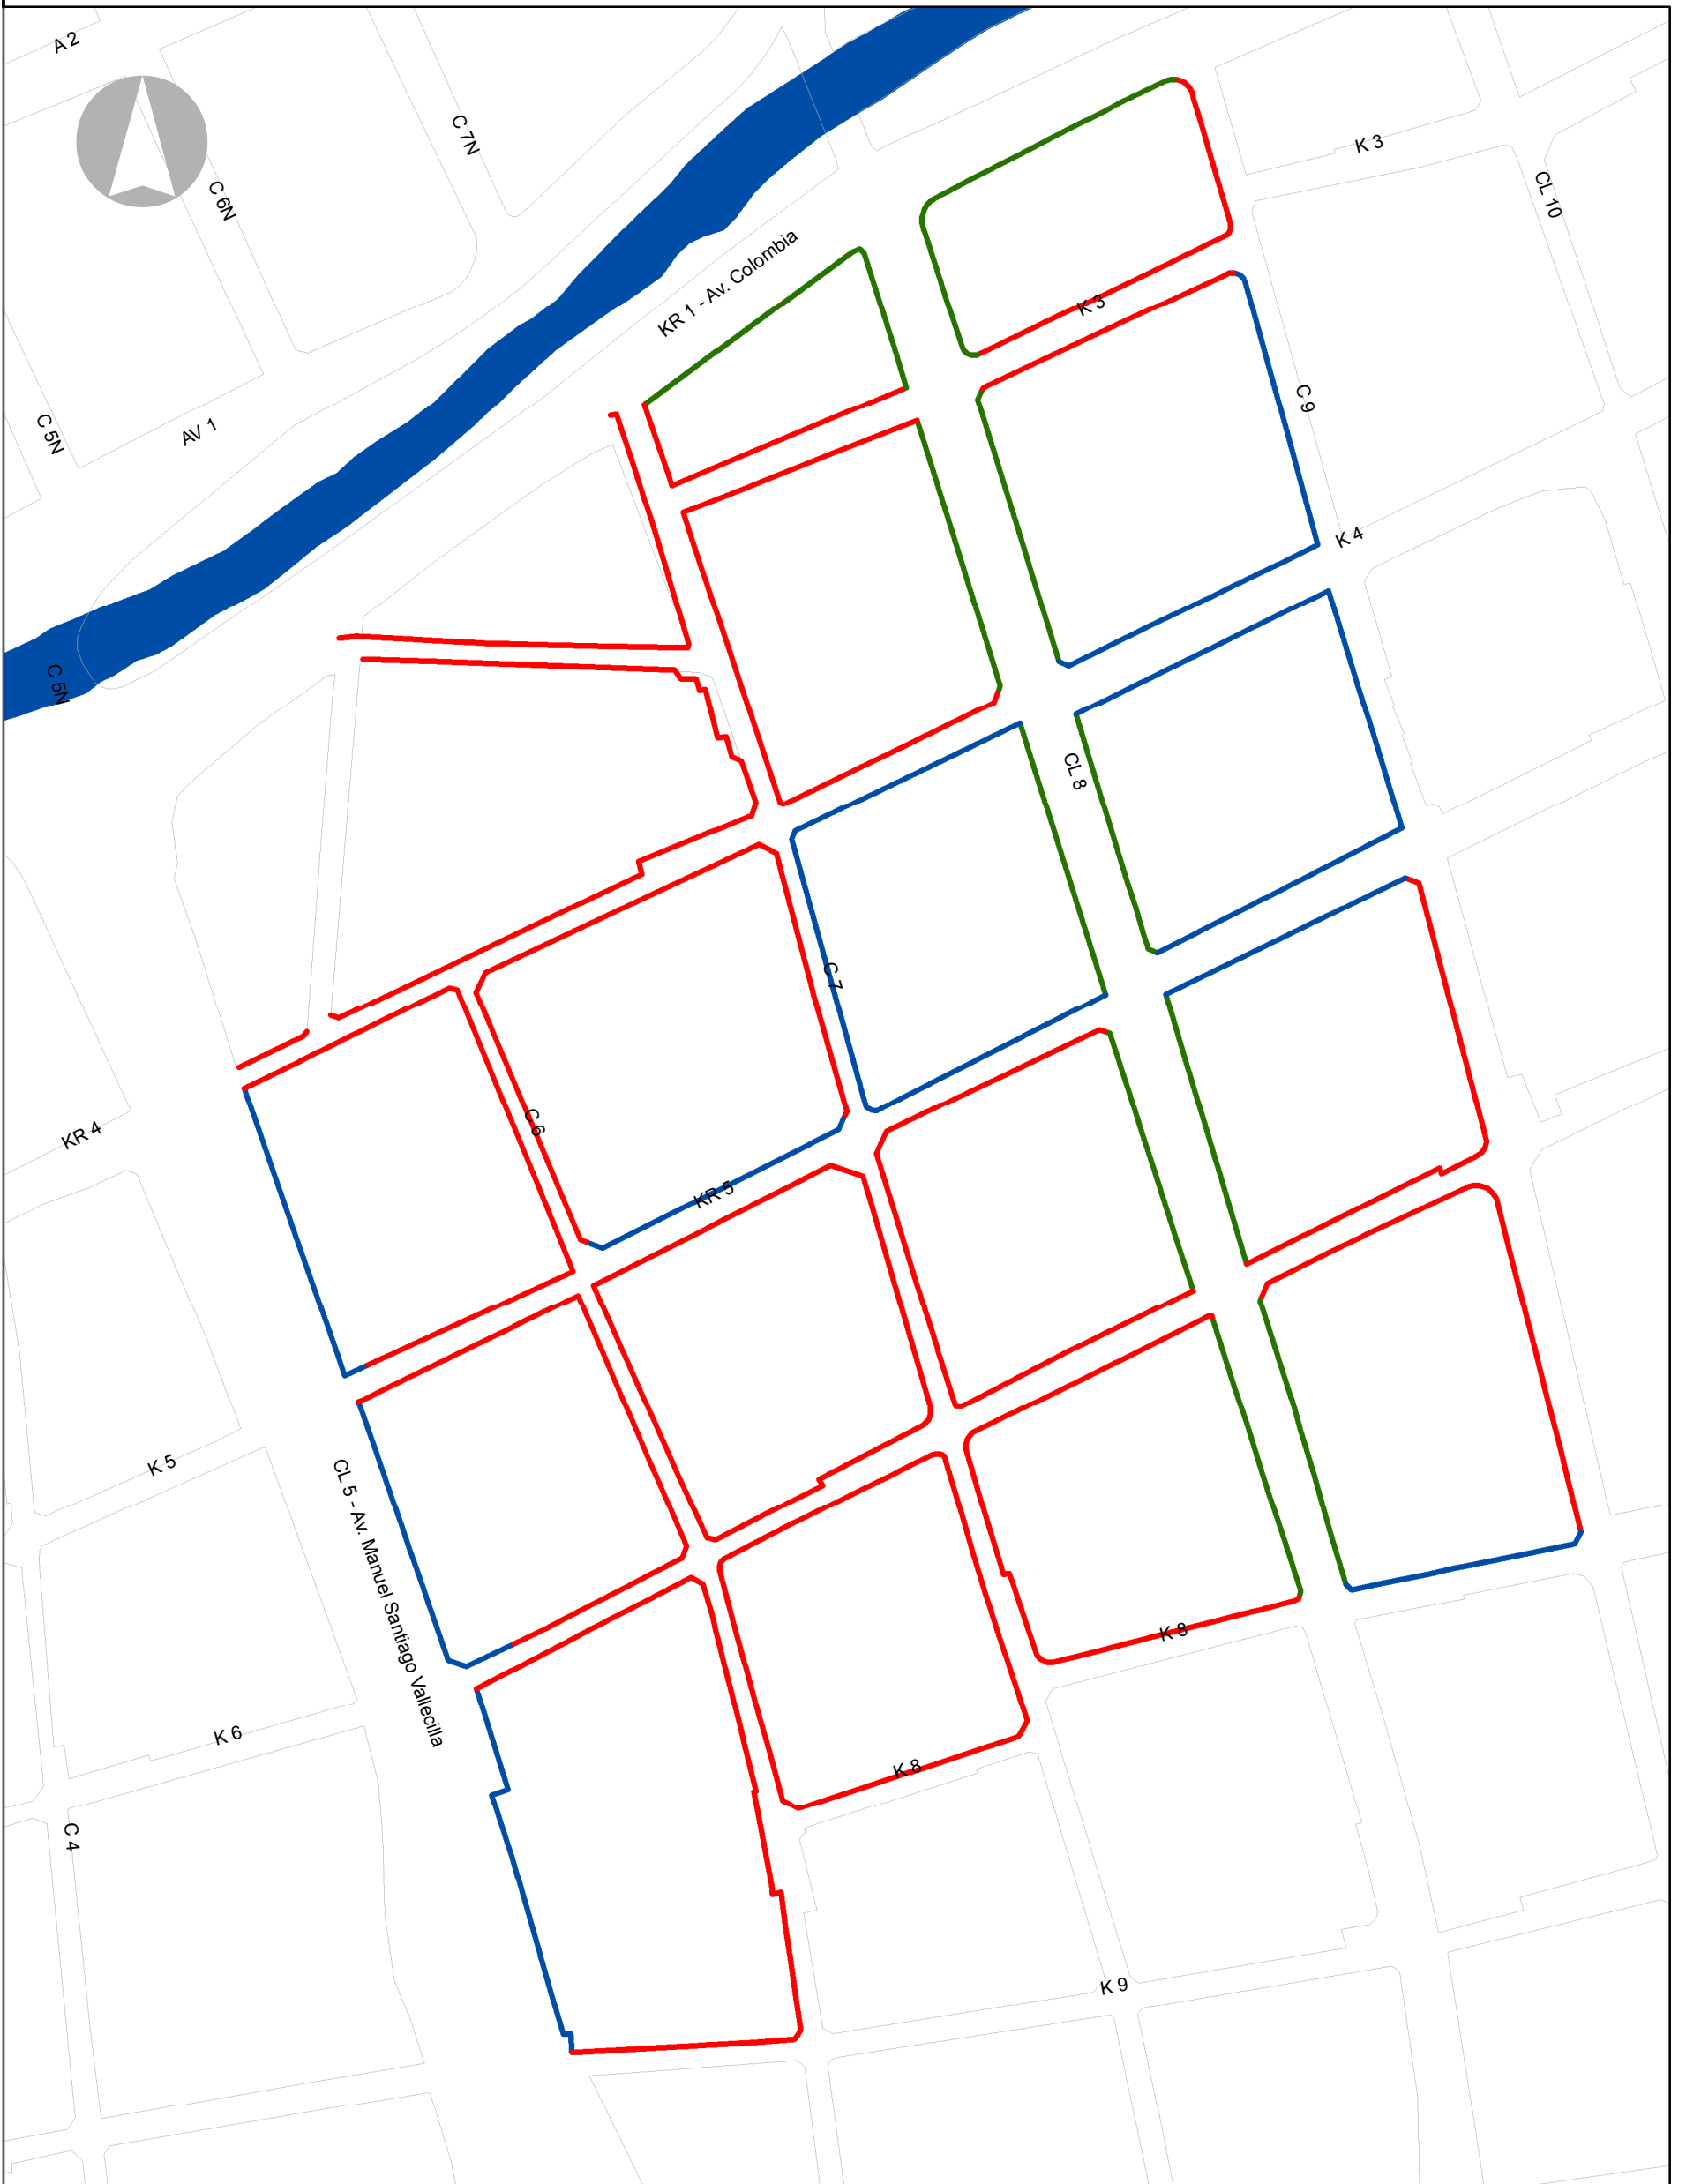 A 2
C 7N
K 3
C 6N
CL 10
KR 1 - Av. Colombia
K 3
C 9
C 5N
AV 1
K 4
C 5N
CL 8
C 7
C 6
KR 4
KR 5
K 5
CL 5 - Av. Manuel Santiago Vallecilla
K 8
K 6
K 8
C 4
K 9